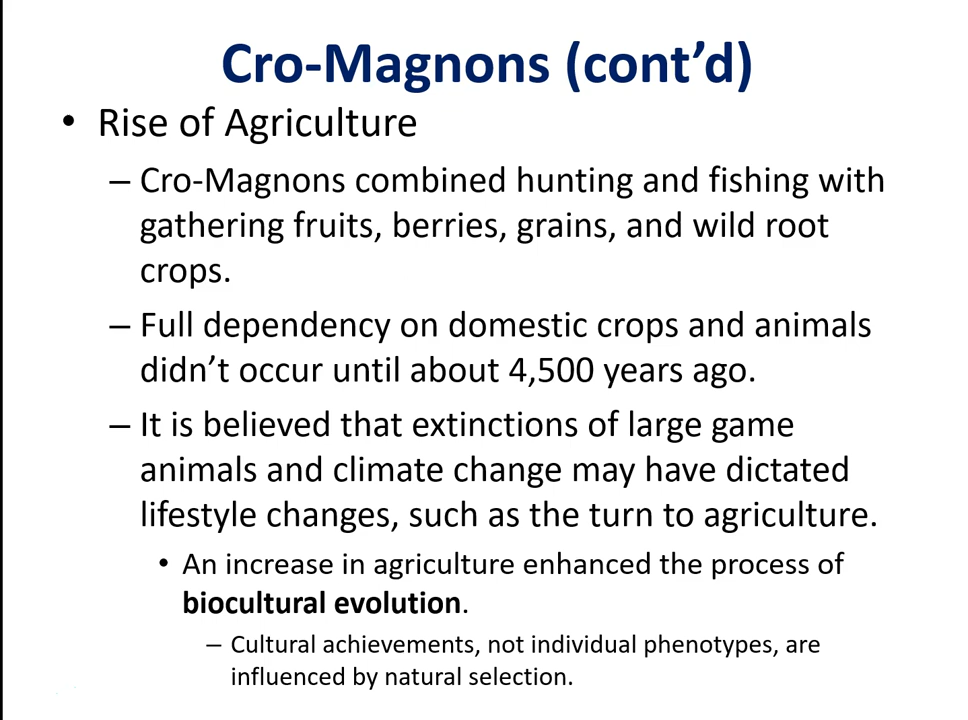 Cro-Magnons (cont’d)
• Rise of Agriculture
– Cro-Magnons combined hunting and fishing with
gathering fruits, berries, grains, and wild root
crops.
– Full dependency on domestic crops and animals
didn’t occur until about 4,500 years ago.
– It is believed that extinctions of large game
animals and climate change may have dictated
lifestyle changes, such as the turn to agriculture.
• An increase in agriculture enhanced the process of
biocultural evolution.
– Cultural achievements, not individual phenotypes, are
influenced by natural selection.